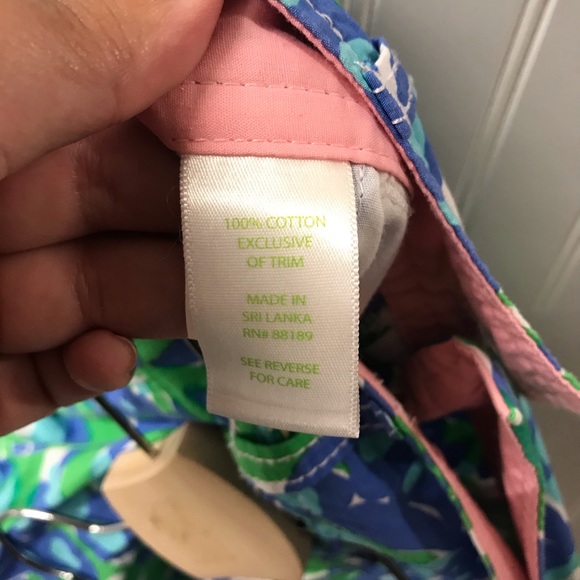 100% COTTON
EXCLUSIVE
OF TRIM
MADE IN
SRI LANKA
RN# 88189
SEE REVERSE
FOR CARE